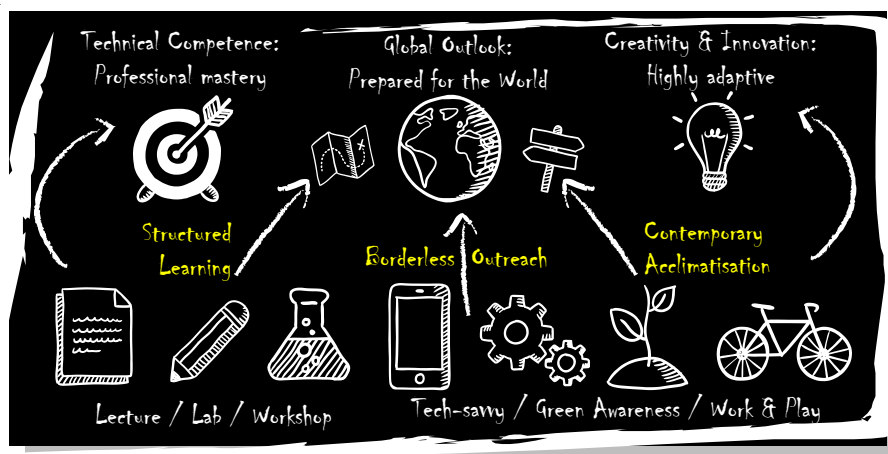 Technical Competence:
Professional mastery
Global Outlook:
Prepared for the World
Creativity & Innovation:
Highly adaptive
Structured
Learning
Borderless Outreach
Contemporary
Acclimatisation
Lecture / Lab / Workshop
Tech-savvy / Green Awareness / Work & Play